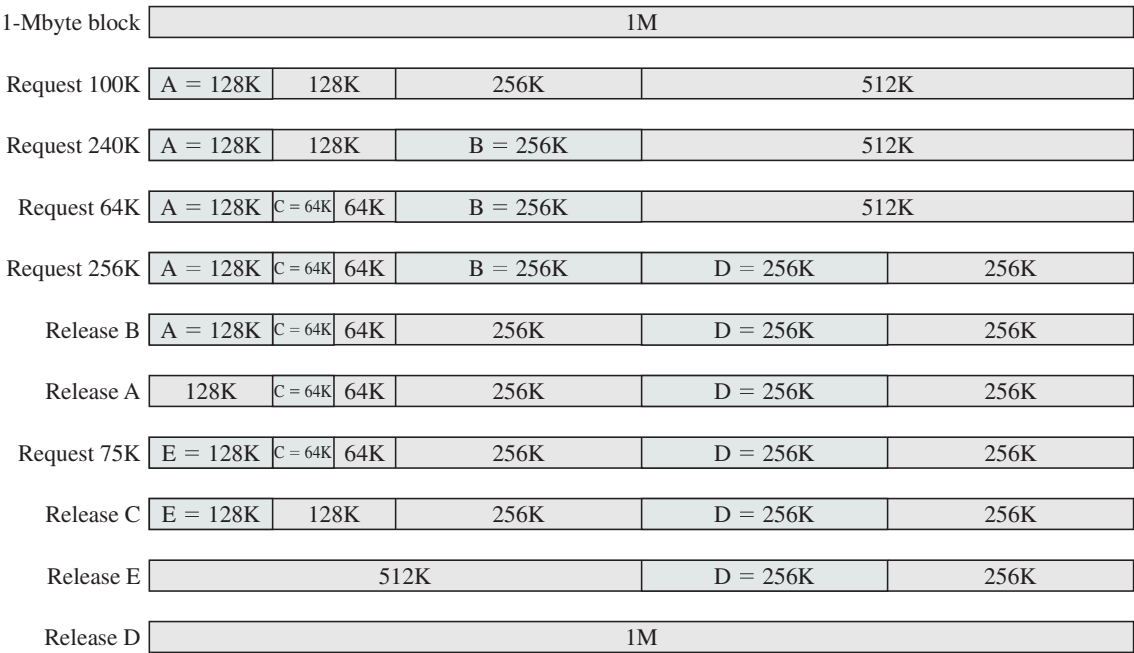 1-Mbyte block 1M
Request 100K A = 128K 128K 256K 512K
Request 240K A = 128K 128K B = 256K 512K
Request 64K A = 128K C = 64K 64K B = 256K 512K
Request 256K A = 128K C = 64K 64K B = 256K D = 256K 256K
Release B A = 128K C = 64K 64K 256K D = 256K 256K
Release A 128K C = 64K 64K 256K D = 256K 256K
Request 75K E = 128K C = 64K 64K 256K D = 256K 256K
Release C E = 128K 128K 256K D = 256K 256K
Release E 512K D = 256K 256K
Release D 1M